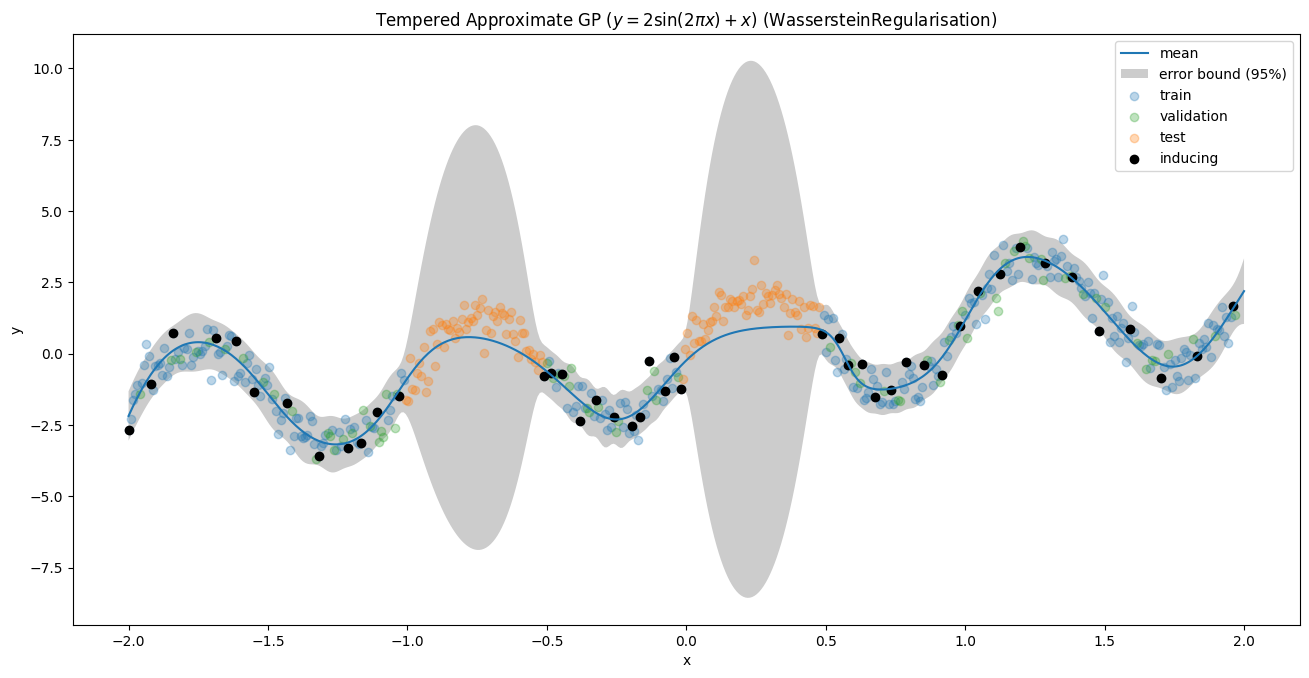 Tempered Approximate GP (y = 2sin(2πx) + x) (WassersteinRegularisation)
mean
error bound (95%)
train
validation
test
inducing
10.0
7.5
5.0
2.5
0.0
−2.5
−5.0
−7.5
y
−2.0 −1.5 −1.0 −0.5 0.0 0.5 1.0 1.5 2.0
x